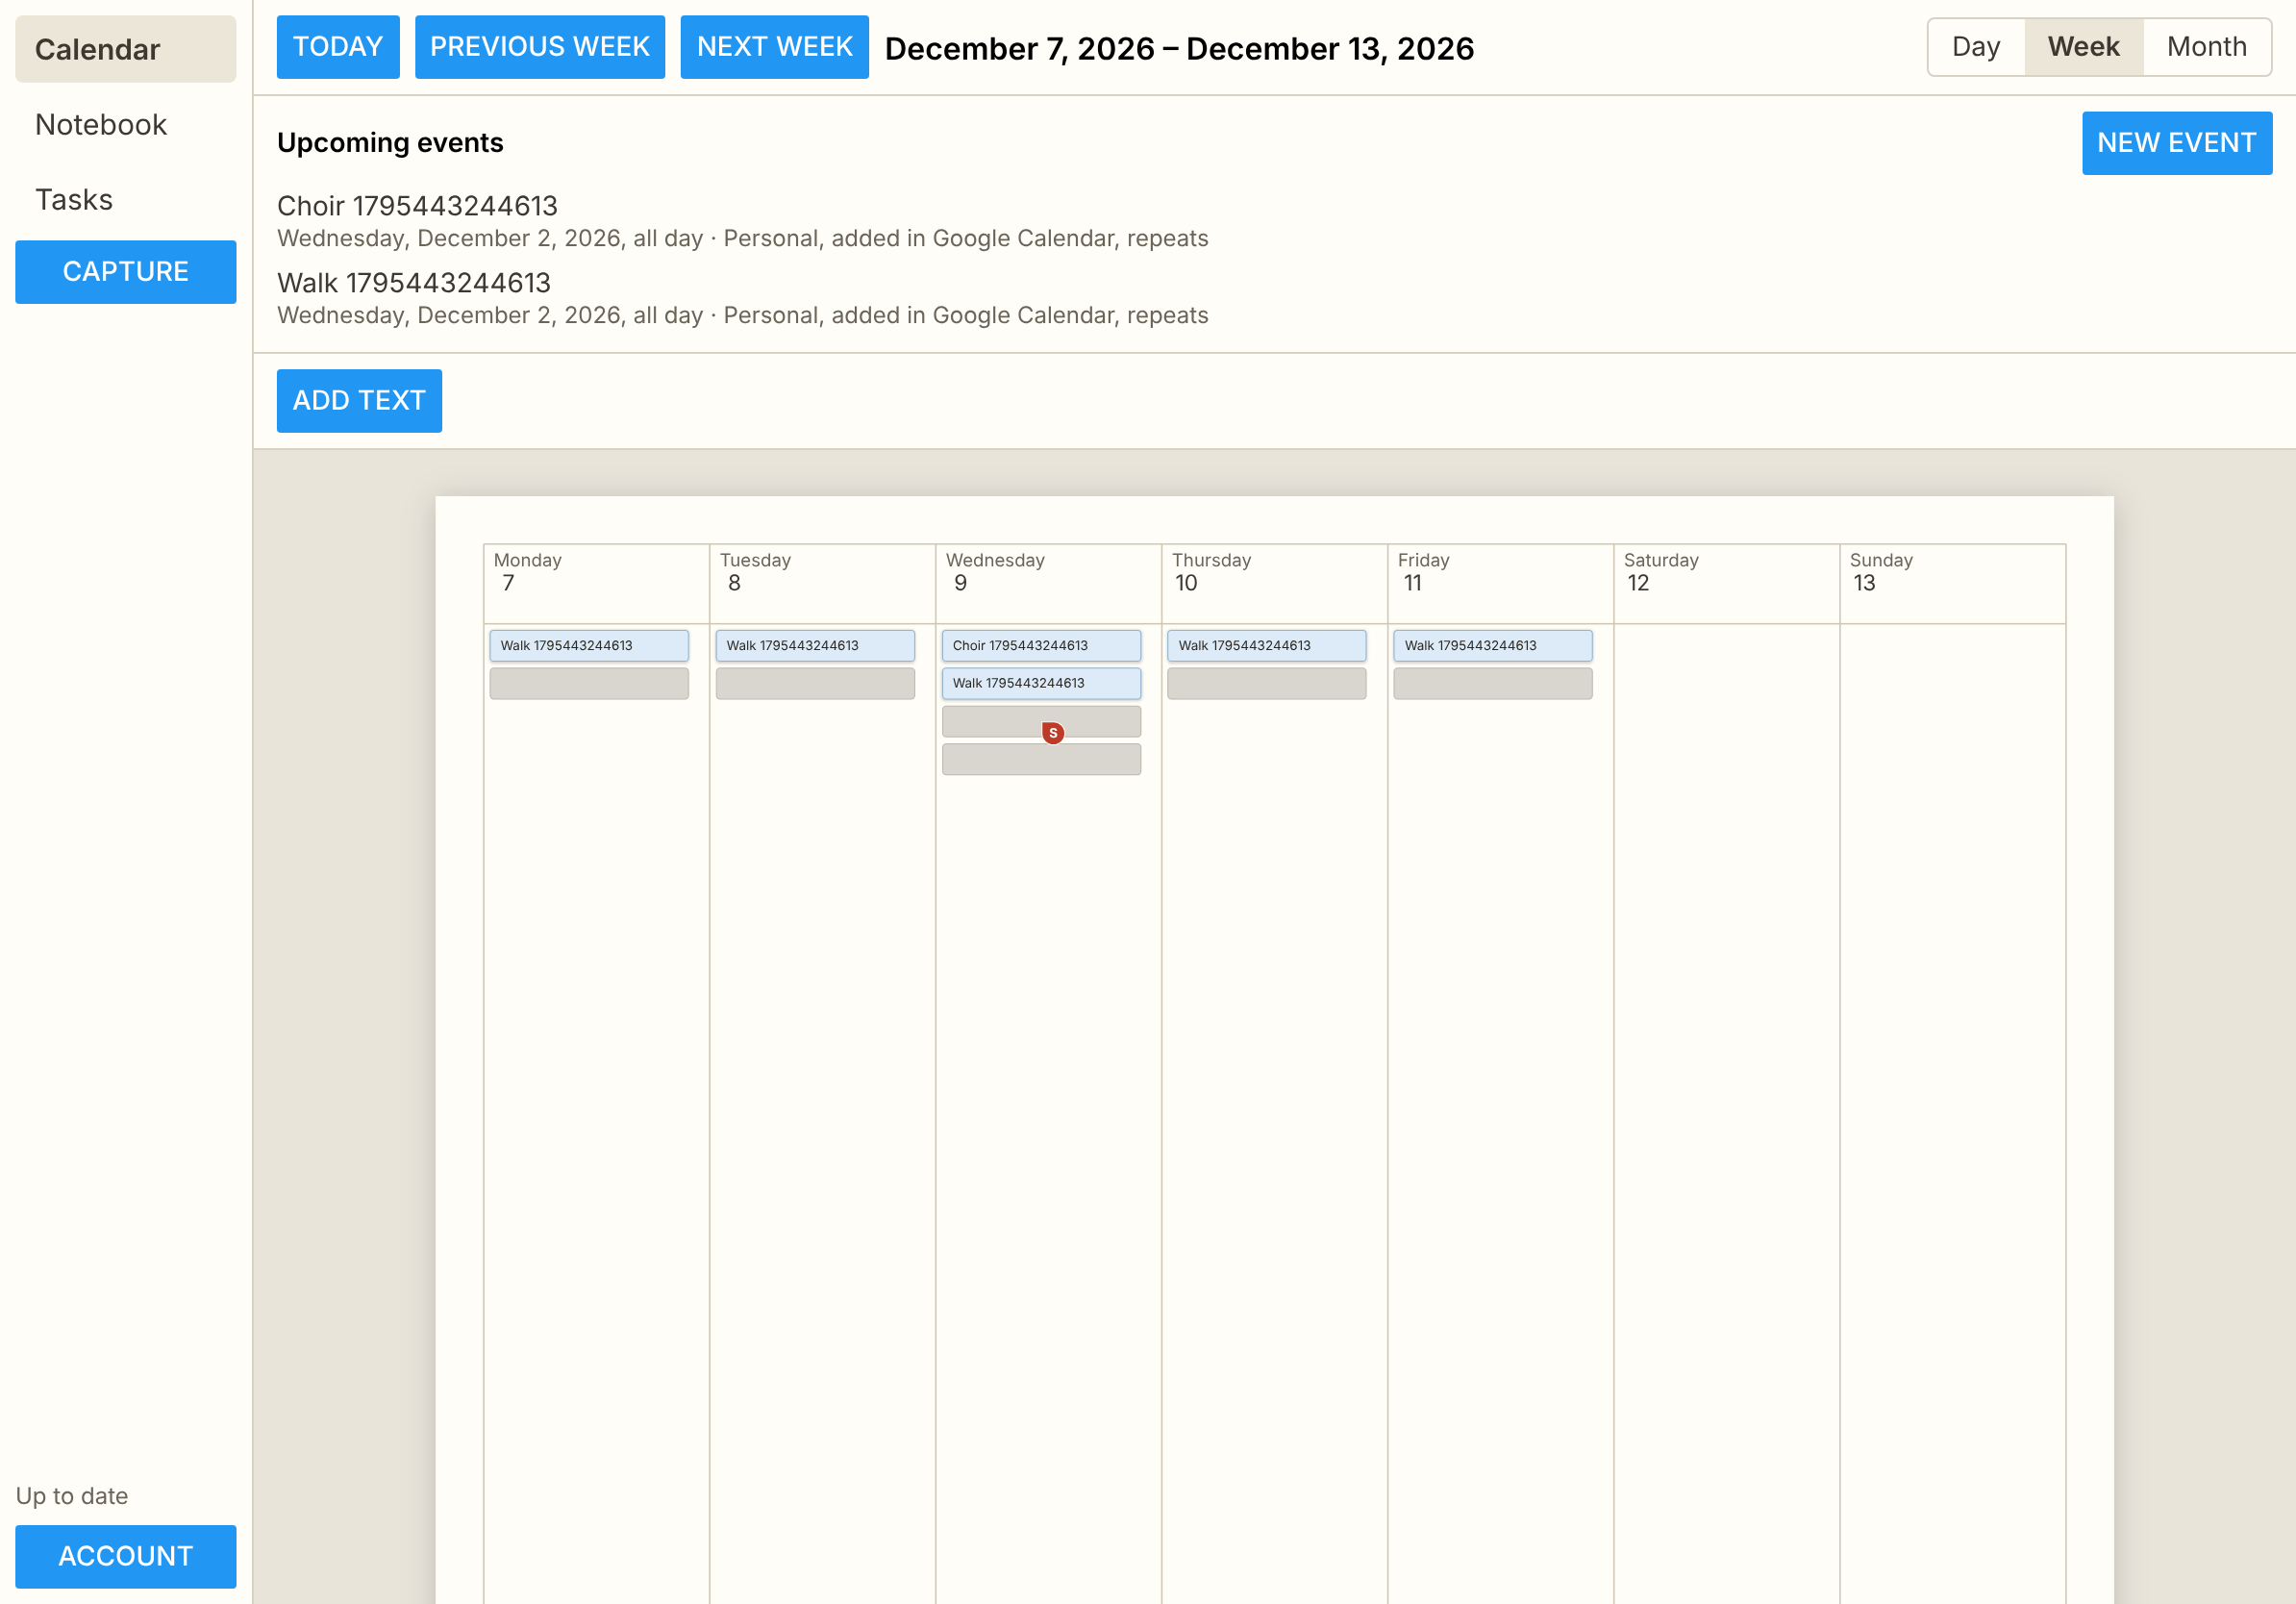 Calendar
Notebook
Tasks
CAPTURE
Up to date
ACCOUNT
TODAY
PREVIOUS WEEK
NEXT WEEK
December 7, 2026 – December 13, 2026
Day
Week
Month
Upcoming events
NEW EVENT
Choir 1795443244613
Wednesday, December 2, 2026, all day · Personal, added in Google Calendar, repeats
Walk 1795443244613
Wednesday, December 2, 2026, all day · Personal, added in Google Calendar, repeats
ADD TEXT
Monday
7
Walk 1795443244613
Tuesday
8
Walk 1795443244613
Wednesday
9
Choir 1795443244613
Walk 1795443244613
S
Thursday
10
Walk 1795443244613
Friday
11
Walk 1795443244613
Saturday
12
Sunday
13